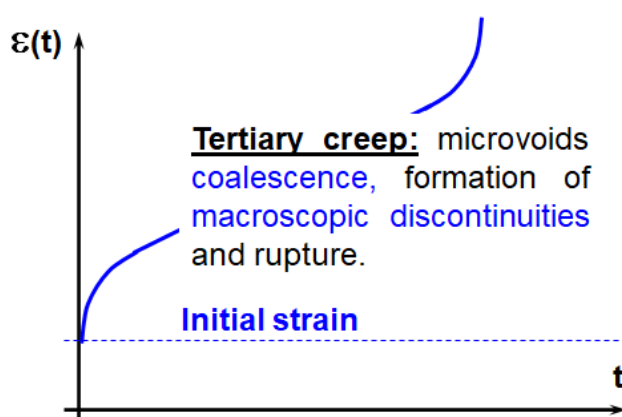 ε(t)
Tertiary creep: microvoids
coalescence, formation of
macroscopic discontinuities
and rupture.
Initial strain
t